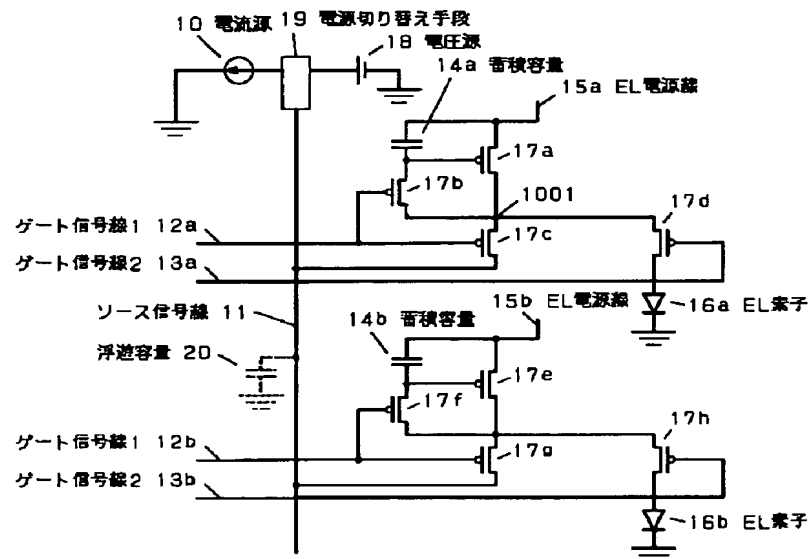 10 電流源
19 電源切り替え手段
18 電圧源
14a 蓄積容量
15a EL電源線
17a
17b
1001
17d
ゲート信号線1 12a
17c
ゲート信号線2 13a
ソース信号線 11
15b EL電源線
16a EL素子
14b 蓄積容量
浮遊容量 20
17e
17f
17h
ゲート信号線1 12b
17g
ゲート信号線2 13b
16b EL素子